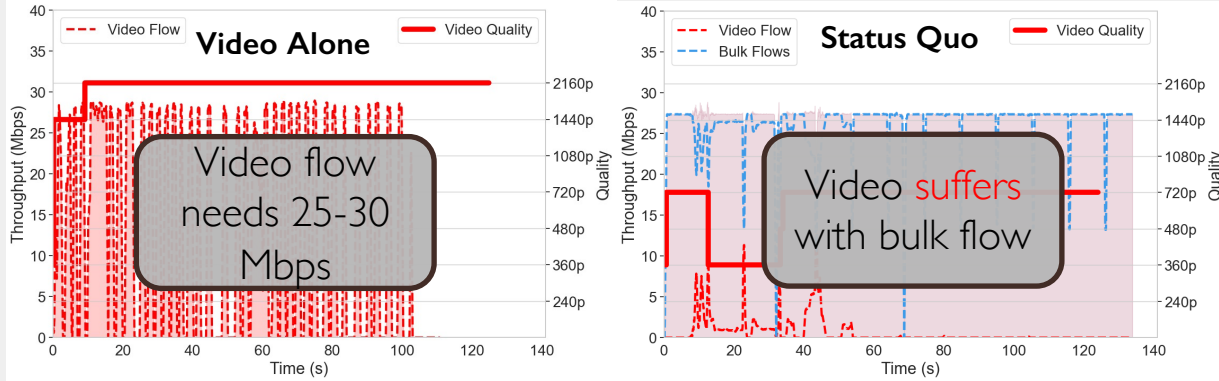 Video Alone
Video Flow
Video Quality
Throughput (Mbps)
40
35
30
25
20
15
10
5
0
2160p
1440p
1080p
720p
480p
360p
240p
Quality
0
20
40
60
80
100
120
140
Time (s)
Video flow
needs 25-30
Mbps
Status Quo
Video Flow
Bulk Flows
Video Quality
Throughput (Mbps)
40
35
30
25
20
15
10
5
0
2160p
1440p
1080p
720p
480p
360p
240p
Quality
0
20
40
60
80
100
120
140
Time (s)
Video suffers
with bulk flow